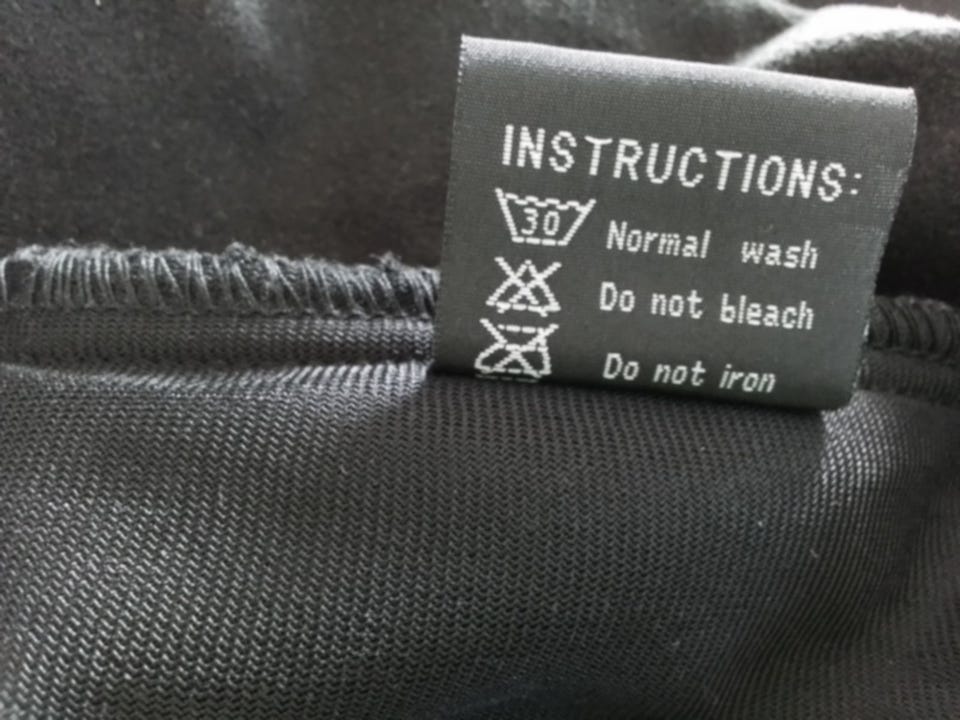 INSTRUCTIONS:
30 Normal wash
Do not bleach
Do not iron